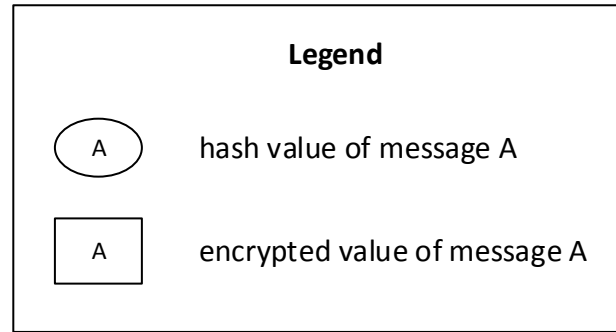 Legend
A hash value of message A
A encrypted value of message A